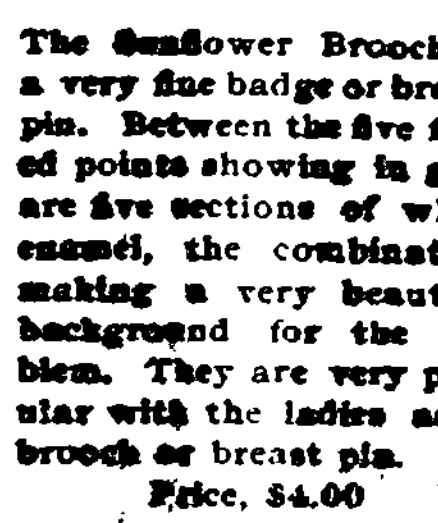 The Sunflower Brooch
a very fine badge or bre
pin. Between the five
ed points showing in g
are five sections of w
enamel, the combinat
making a very beaut
background for the
blem. They are very p
ular with the ladies a
brooch or breast pin.
Price, $4.00